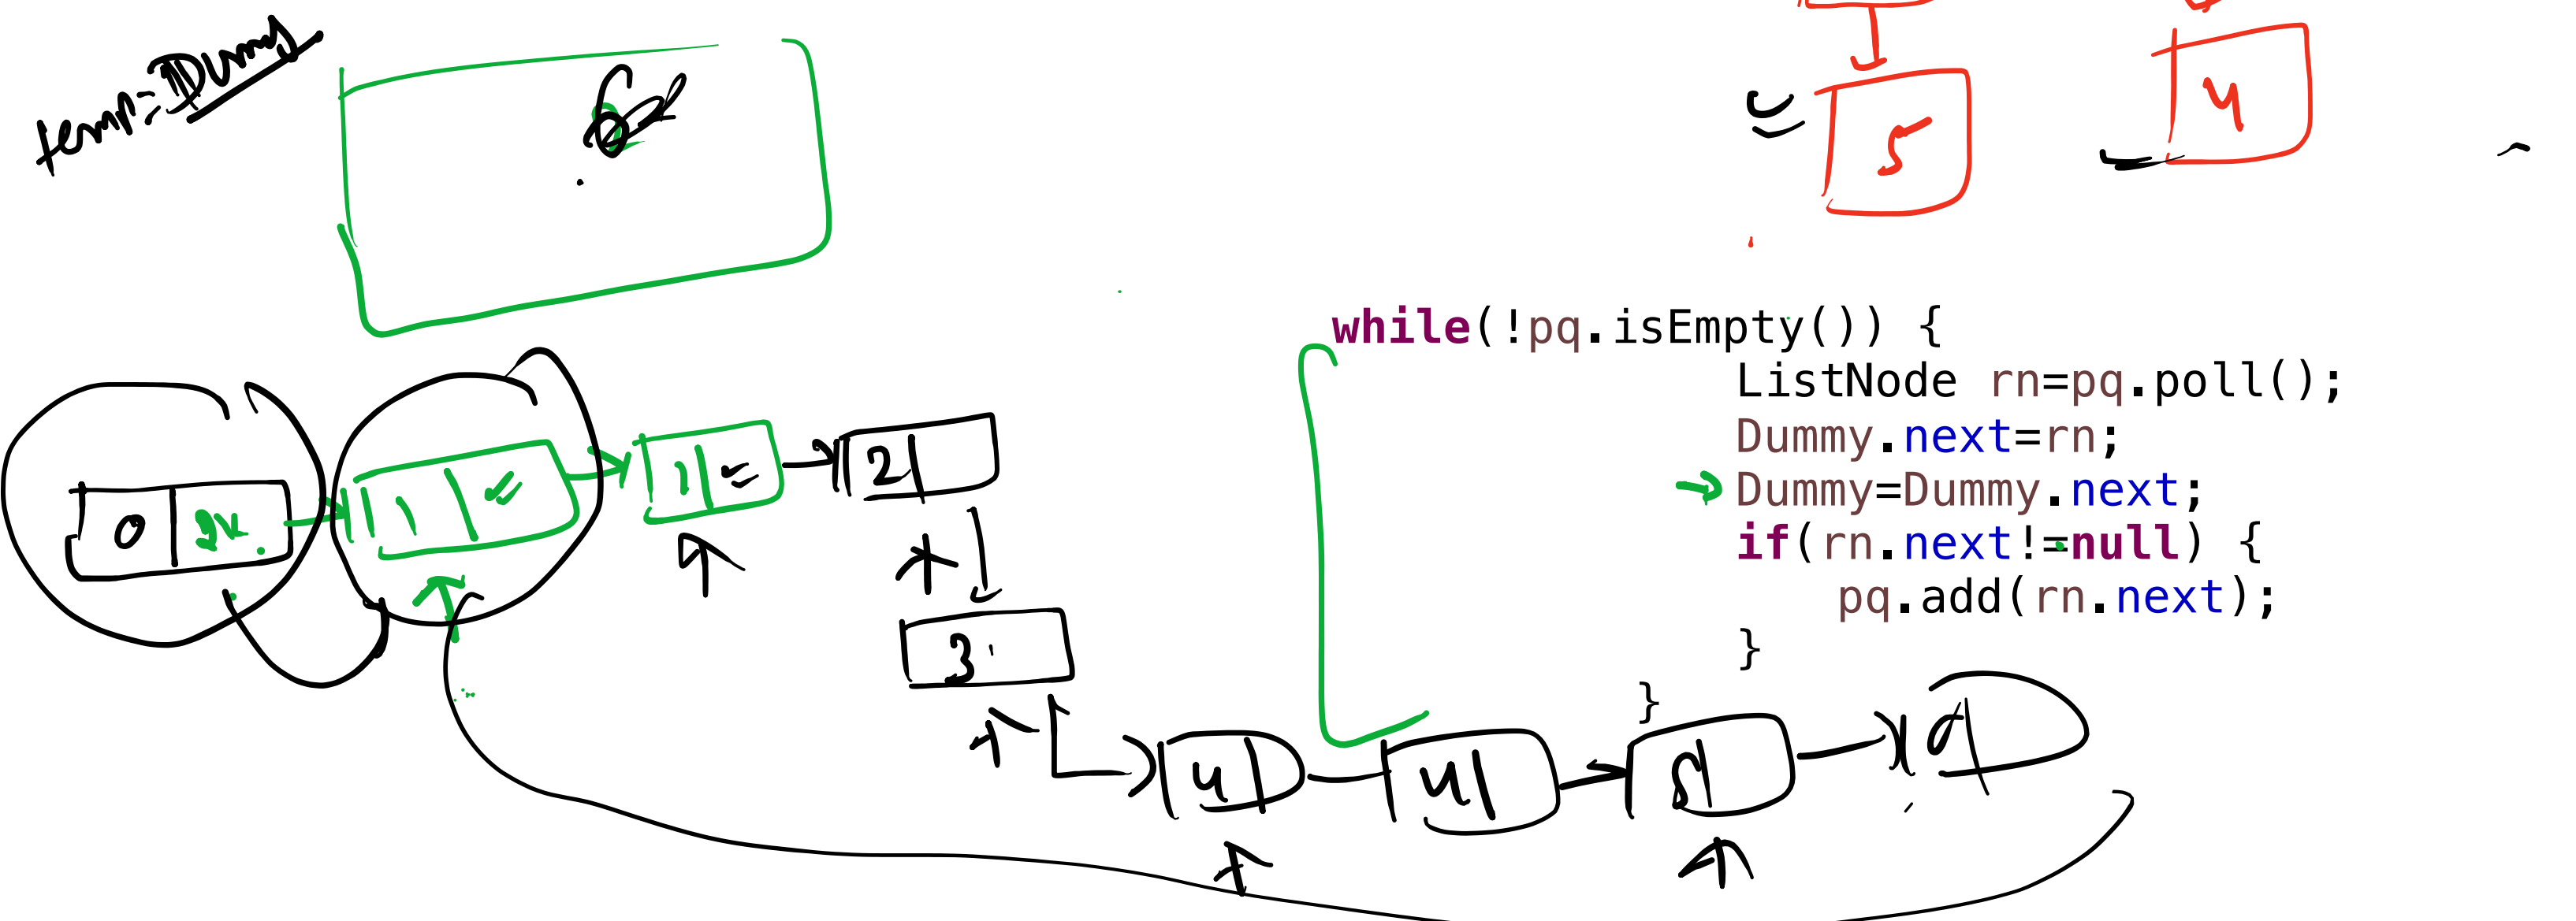 temp=Dummy
6
5
4
while(!pq.isEmpty()) {
ListNode rn=pq.poll();
Dummy.next=rn;
Dummy=Dummy.next;
if(rn.next!=null) {
pq.add(rn.next);
}
}
0 1 1 2
3
4 4 5